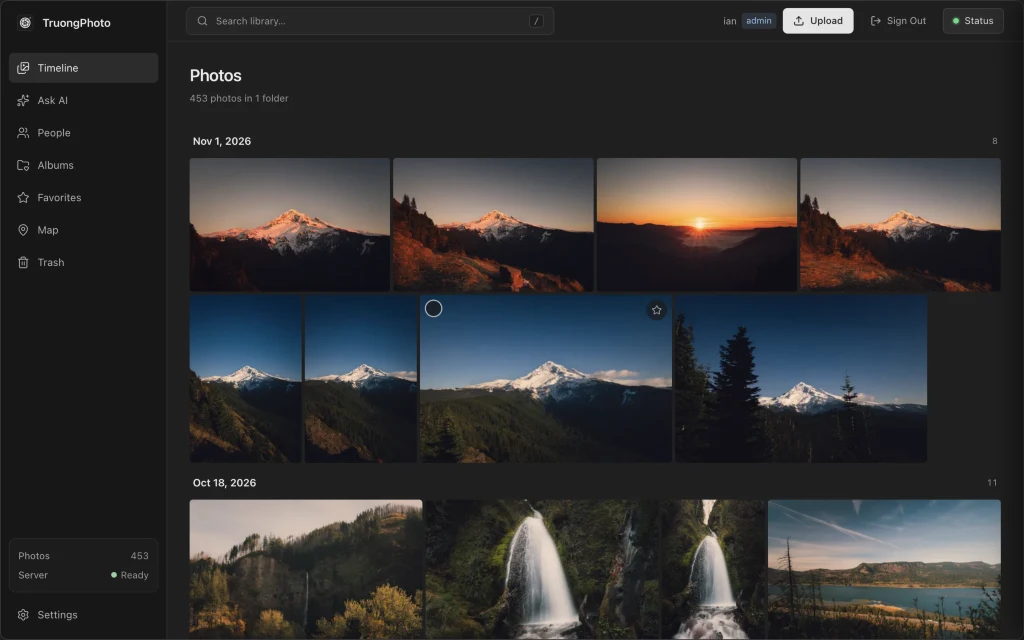 TruongPhoto
Search library...
/
ian
admin
Upload
Sign Out
Status
Timeline
Ask AI
People
Albums
Favorites
Map
Trash
Photos
453 photos in 1 folder
Nov 1, 2026
8
Oct 18, 2026
11
Photos
453
Server
Ready
Settings